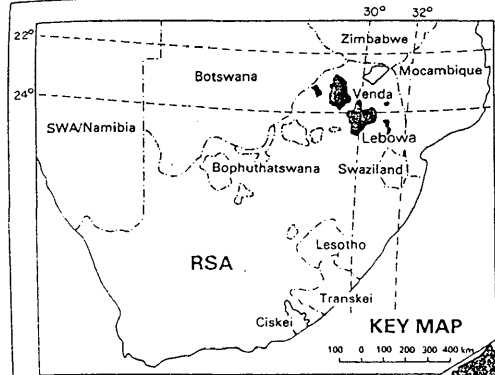 30° 32°
22°
Zimbabwe
Botswana
Mocambique
24°
Venda
SWA/Namibia
Lebowa
Bophuthatswana
Swaziland
Lesotho
RSA
Transkei
Ciskei
KEY MAP
100 0 100 200 300 400 km.